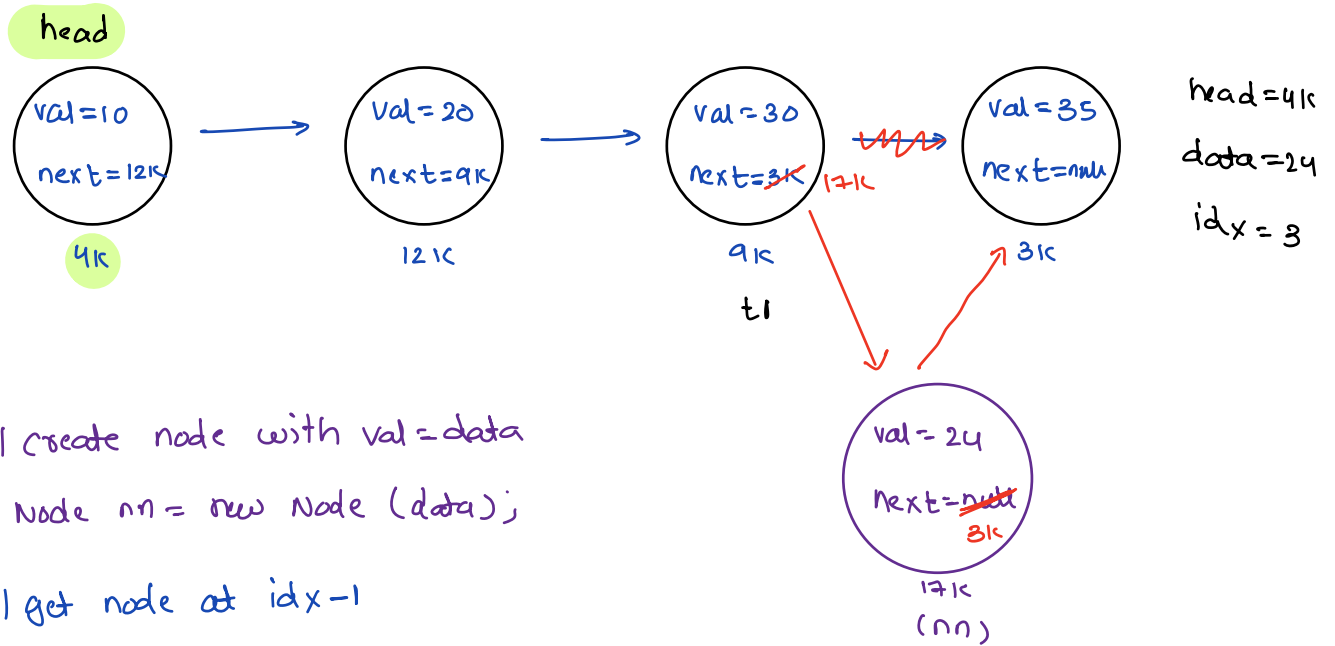 head
val=10
next=12K
4K
val=20
next=9K
12K
val=30
next=3K
17K
9K
t1
val=35
next=null
3K
head=4K
data=24
idx=3
val=24
next=null
3K
17K
(nn)
| create node with val=data
Node nn = new Node (data);
| get node at idx-1